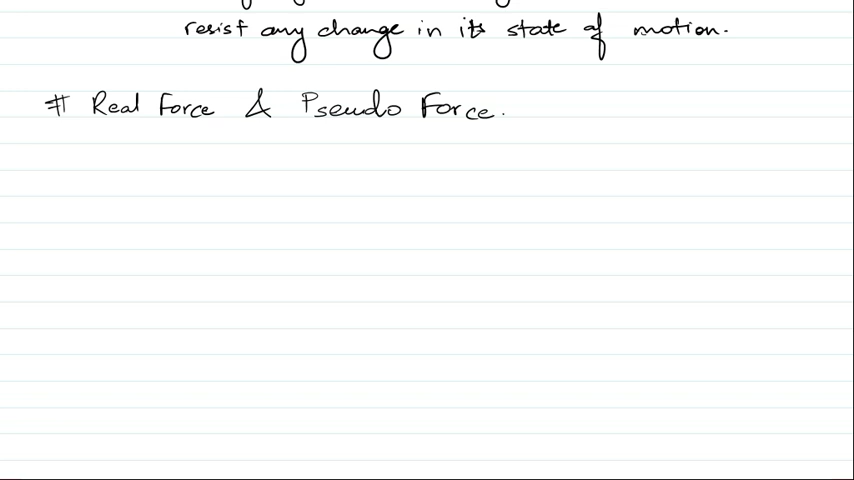 resist any change in its state of motion.
# Real Force & Pseudo Force.